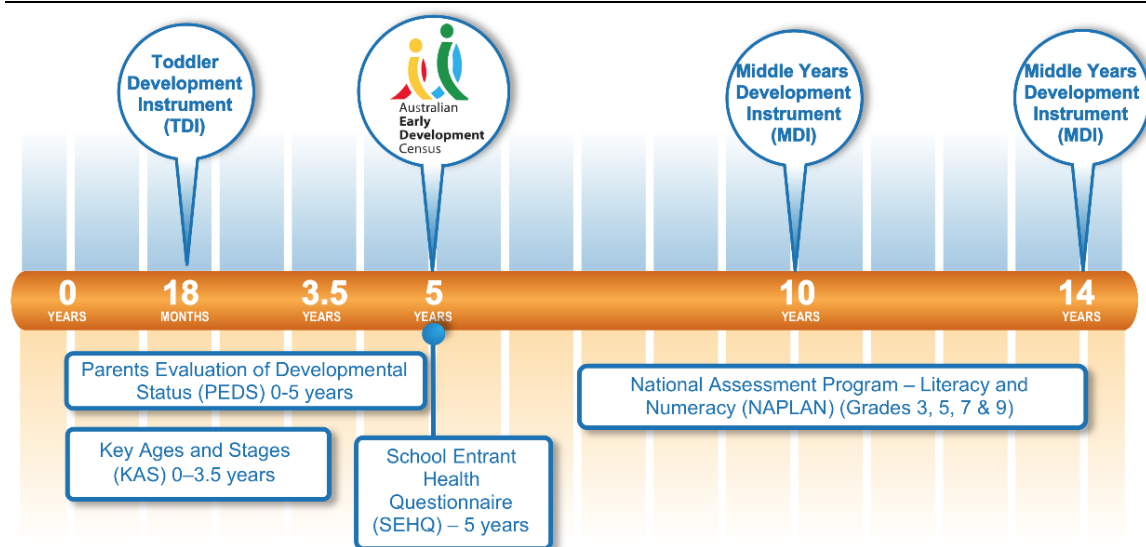 Toddler
Development
Instrument
(TDI)
Australian
Early
Development
Census
Middle Years
Development
Instrument
(MDI)
Middle Years
Development
Instrument
(MDI)
0
YEARS
18
MONTHS
3.5
YEARS
5
YEARS
10
YEARS
14
YEARS
Parents Evaluation of Developmental
Status (PEDS) 0-5 years
Key Ages and Stages
(KAS) 0–3.5 years
School Entrant
Health
Questionnaire
(SEHQ) – 5 years
National Assessment Program – Literacy and
Numeracy (NAPLAN) (Grades 3, 5, 7 & 9)